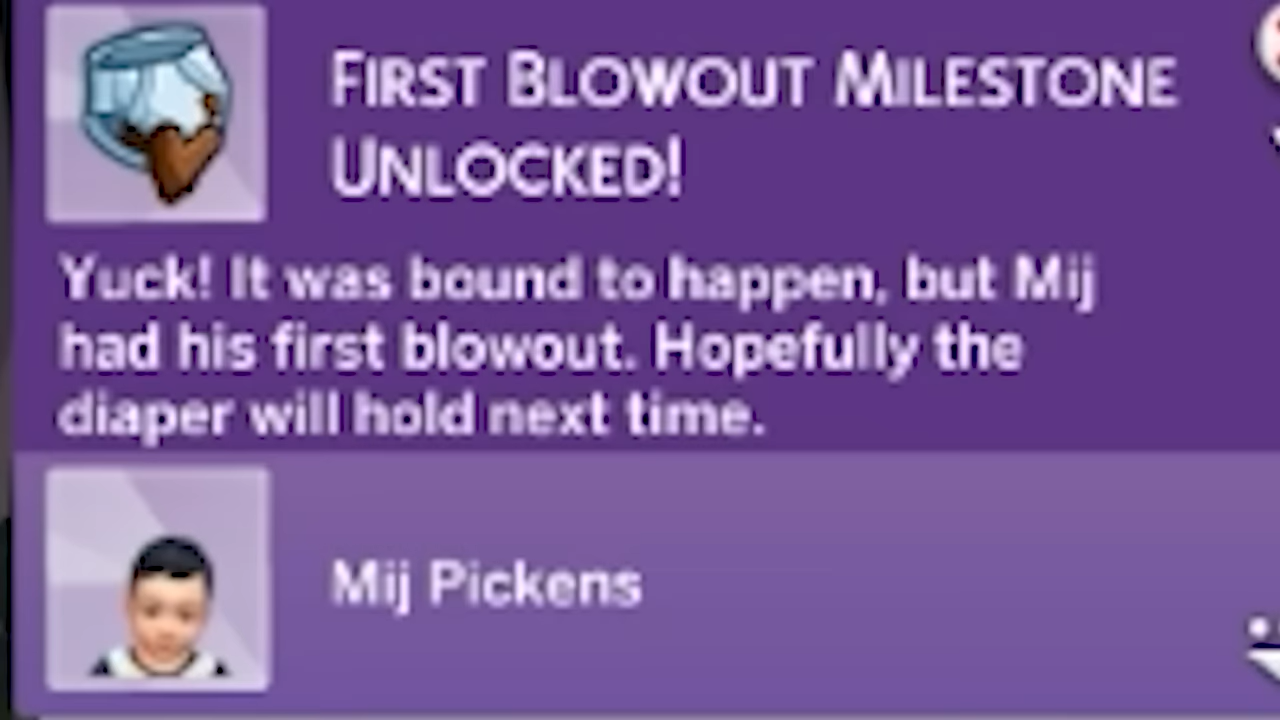 First Blowout Milestone
Unlocked!
Yuck! It was bound to happen, but Mij
had his first blowout. Hopefully the
diaper will hold next time.
Mij Pickens